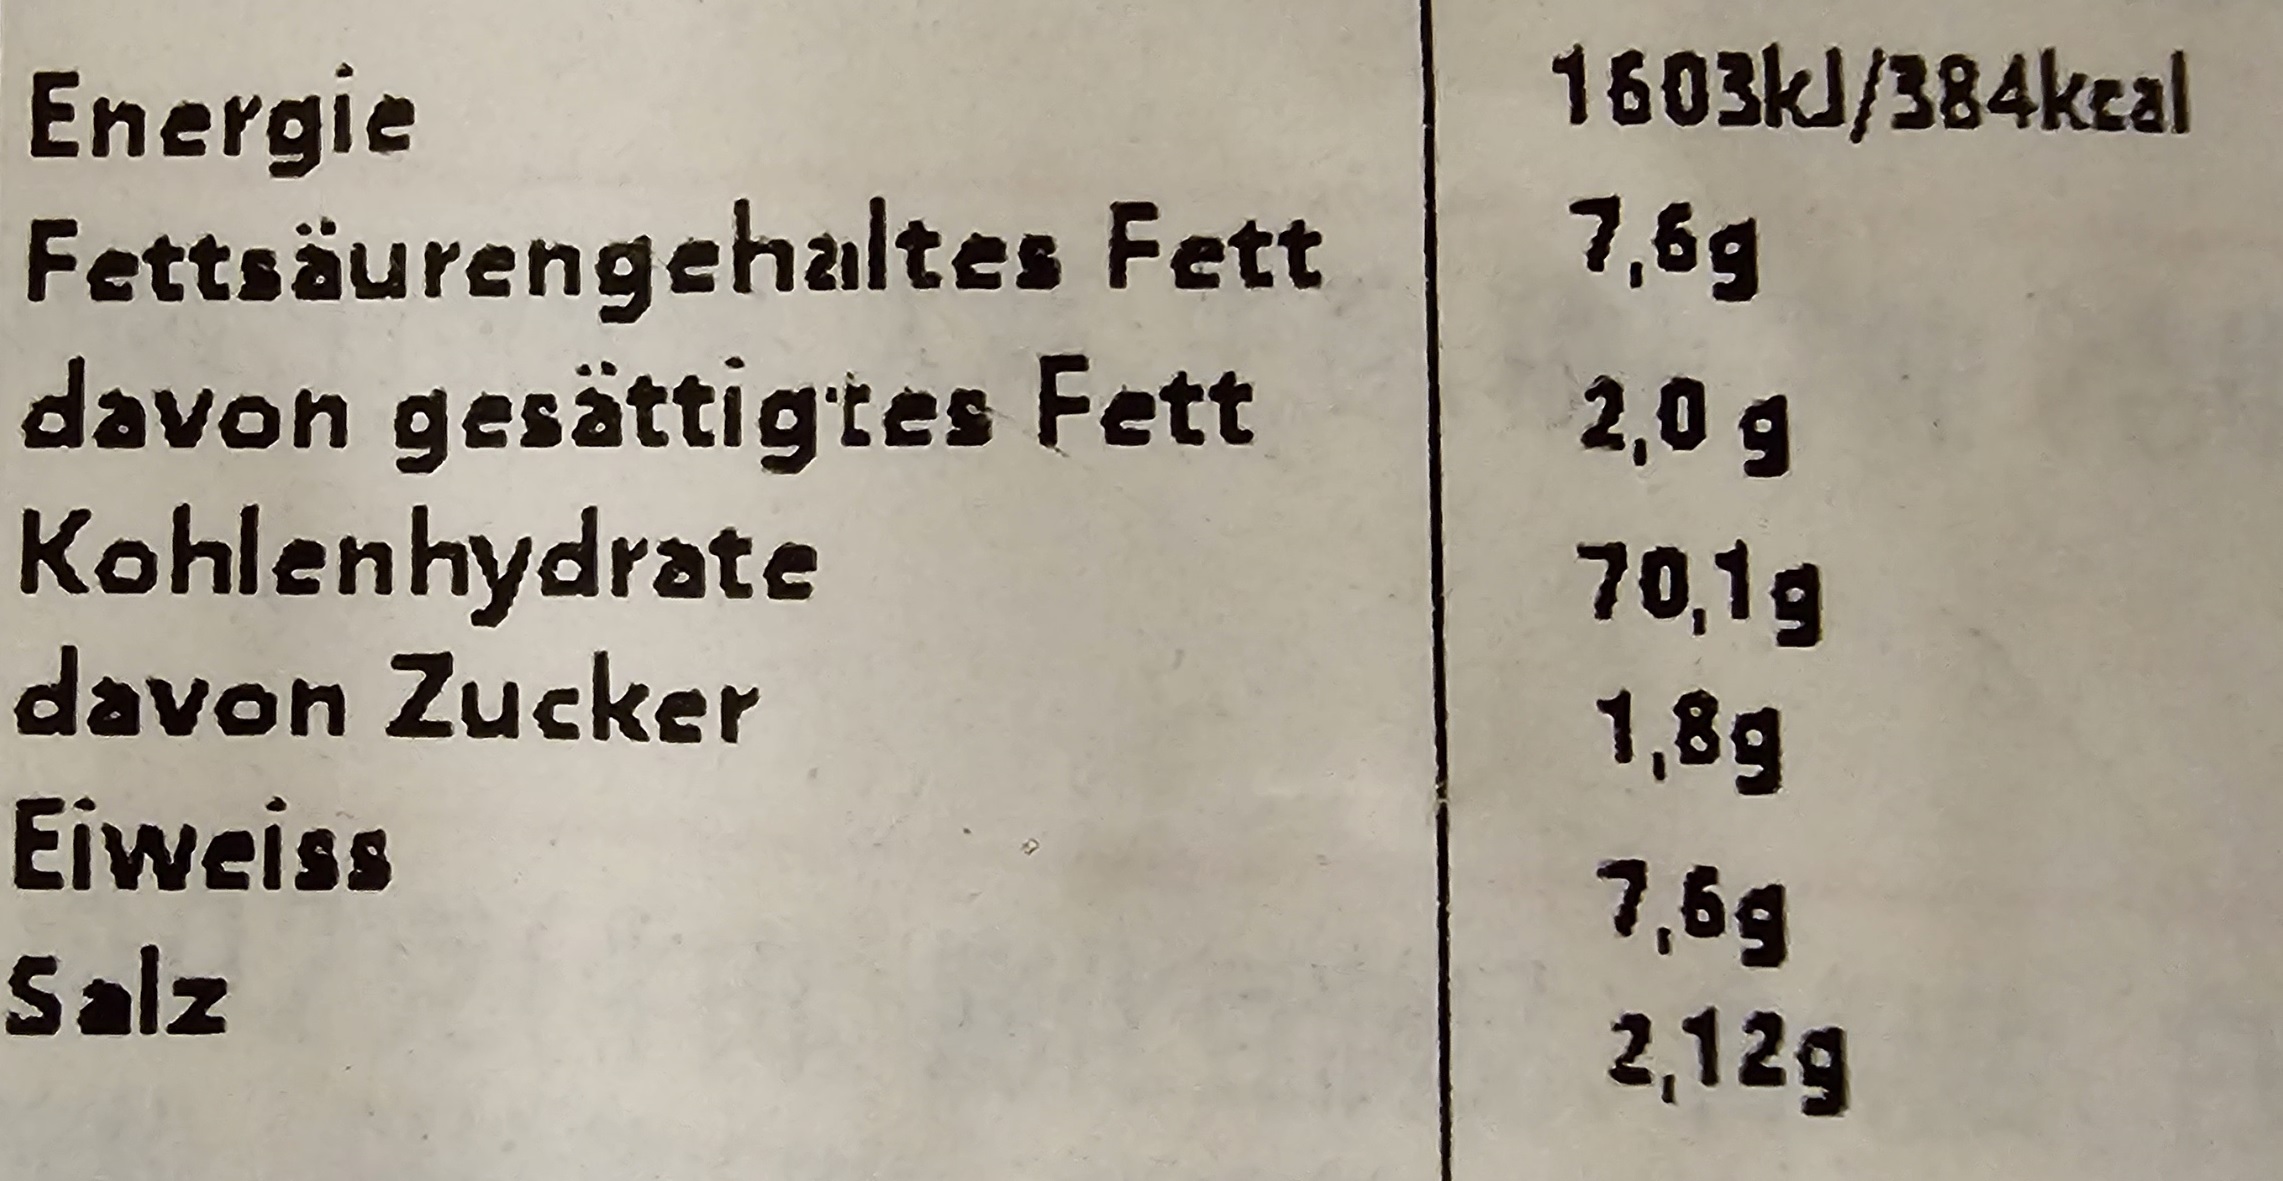 Energie 1603kJ/384kcal
Fettsäurengehaltes Fett 7,6g
davon gesättigtes Fett 2,0 g
Kohlenhydrate 70,1g
davon Zucker 1,8g
Eiweiss 7,6g
Salz 2,12g